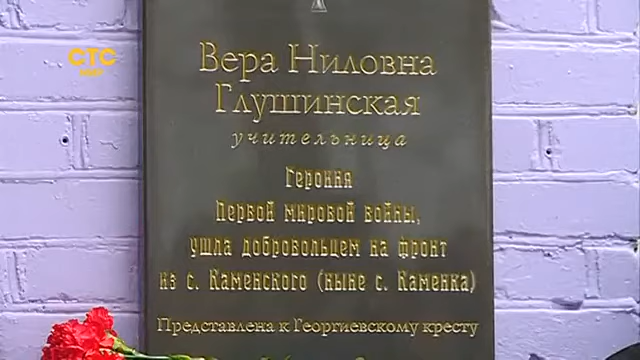 СТС
Вера Ниловна
Глушинская
учительница
Героиня
Первой мировой войны,
ушла добровольцем на фронт
из с. Каменского (ныне с. Каменка)
Представлена к Георгиевскому кресту